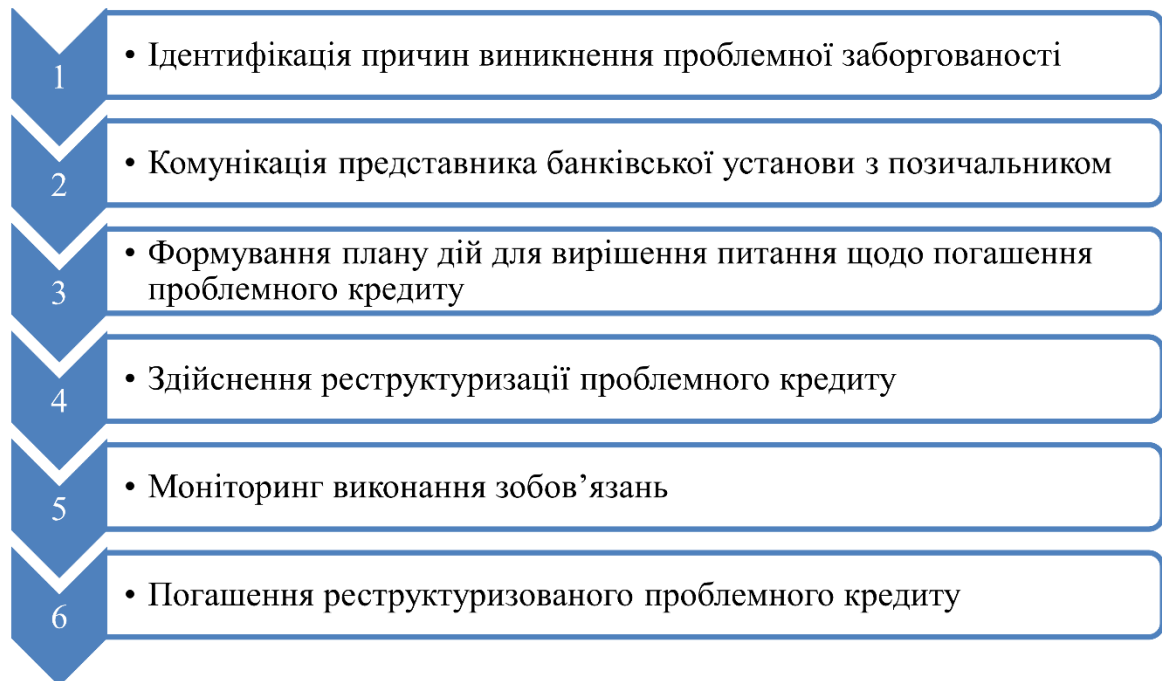 1
• Ідентифікація причин виникнення проблемної заборгованості
2
• Комунікація представника банківської установи з позичальником
3
• Формування плану дій для вирішення питання щодо погашення
проблемного кредиту
4
• Здійснення реструктуризації проблемного кредиту
5
• Моніторинг виконання зобов’язань
6
• Погашення реструктуризованого проблемного кредиту